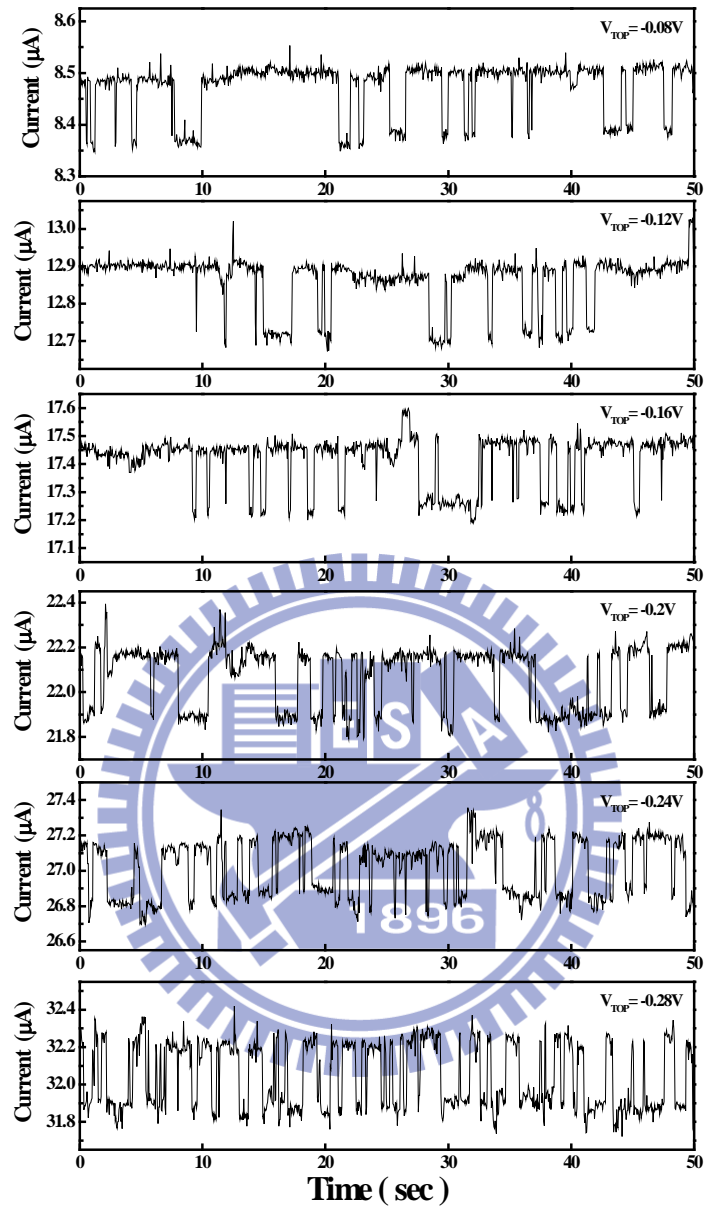 8.6
V_TOP= -0.08V
8.5
Current (μA)
8.4
8.3
0 10 20 30 40 50
V_TOP= -0.12V
13.0
12.9
Current (μA)
12.8
12.7
0 10 20 30 40 50
17.6
V_TOP= -0.16V
17.5
17.4
Current (μA)
17.3
17.2
17.1
0 10 20 30 40 50
22.4
V_TOP= -0.2V
22.2
Current (μA)
22.0
21.8
E S A
0 10 20 30 40 50
27.4
V_TOP= -0.24V
27.2
Current (μA)
27.0
26.8
1896
26.6
0 10 20 30 40 50
32.4
V_TOP= -0.28V
32.2
Current (μA)
32.0
31.8
0 10 20 30 40 50
Time ( sec )